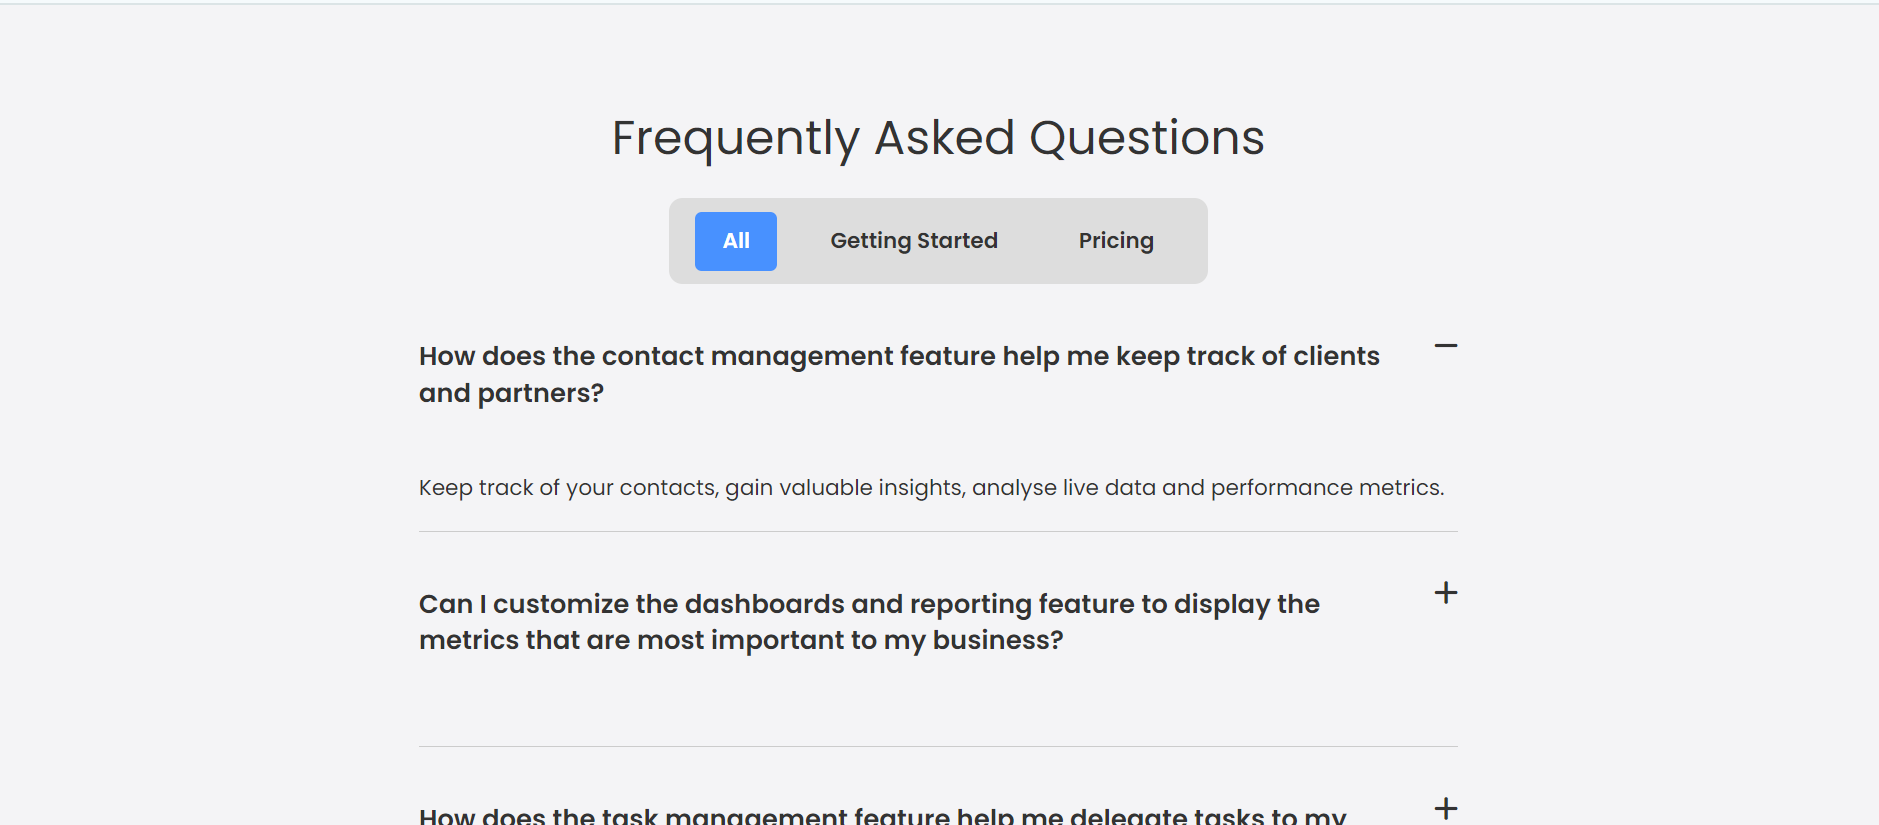 Frequently Asked Questions
All
Getting Started
Pricing
How does the contact management feature help me keep track of clients
and partners?
Keep track of your contacts, gain valuable insights, analyse live data and performance metrics.
Can I customize the dashboards and reporting feature to display the
metrics that are most important to my business?
How does the task management feature help me delegate tasks to my